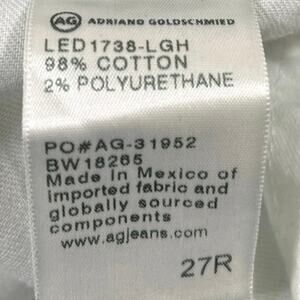 AG ADRIANO GOLDSCHMIED
LED1738-LGH
98% COTTON
2% POLYURETHANE
PO#AG-31952
BW18265
Made in Mexico of
imported fabric and
globally sourced
components
www.agjeans.com
27R